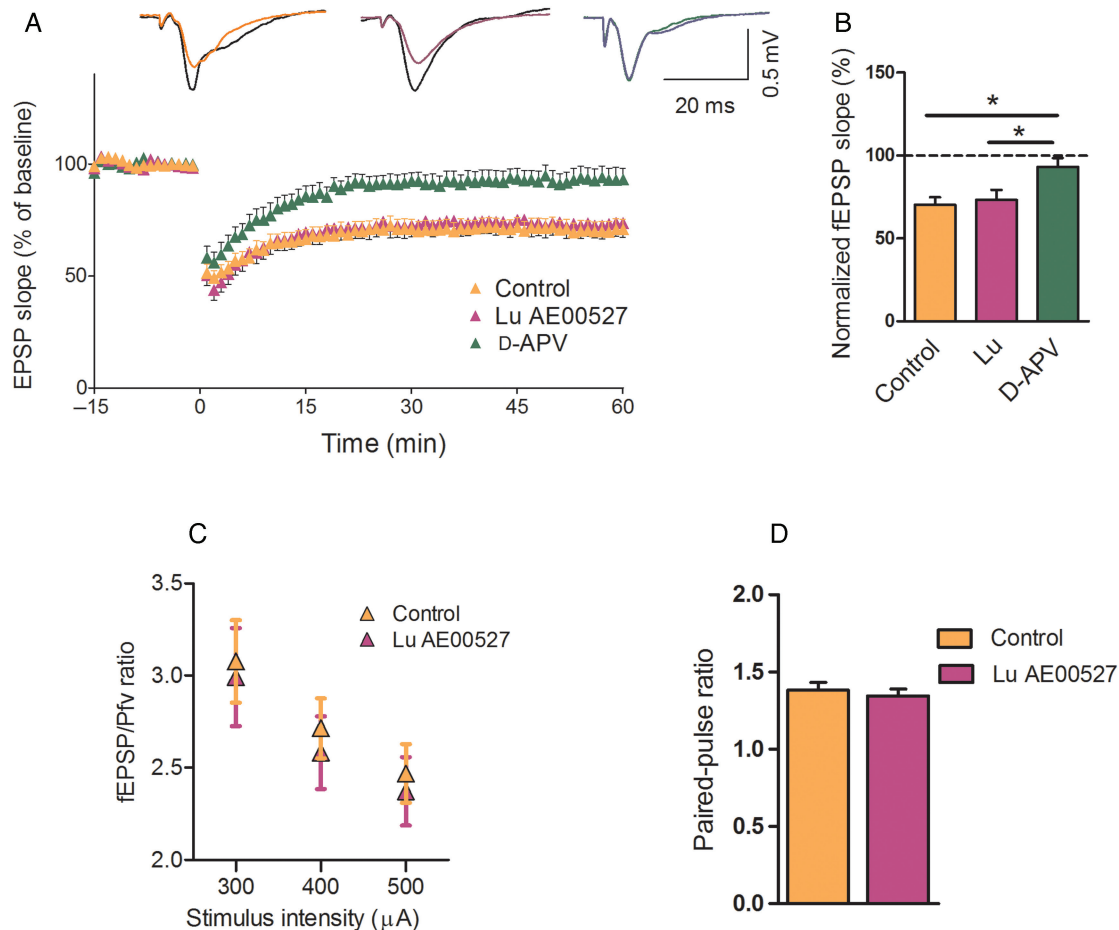 A
0.5 mV
20 ms
EPSP slope (% of baseline)
100
50
0
Control
Lu AE00527
D-APV
–15
0
15
30
45
60
Time (min)
B
Normalized fEPSP slope (%)
150
100
50
0
*
*
Control
Lu
D-APV
C
fEPSP/Pfv ratio
3.5
3.0
2.5
2.0
Control
Lu AE00527
300
400
500
Stimulus intensity (μA)
D
Paired-pulse ratio
2.0
1.5
1.0
0.5
0.0
Control
Lu AE00527